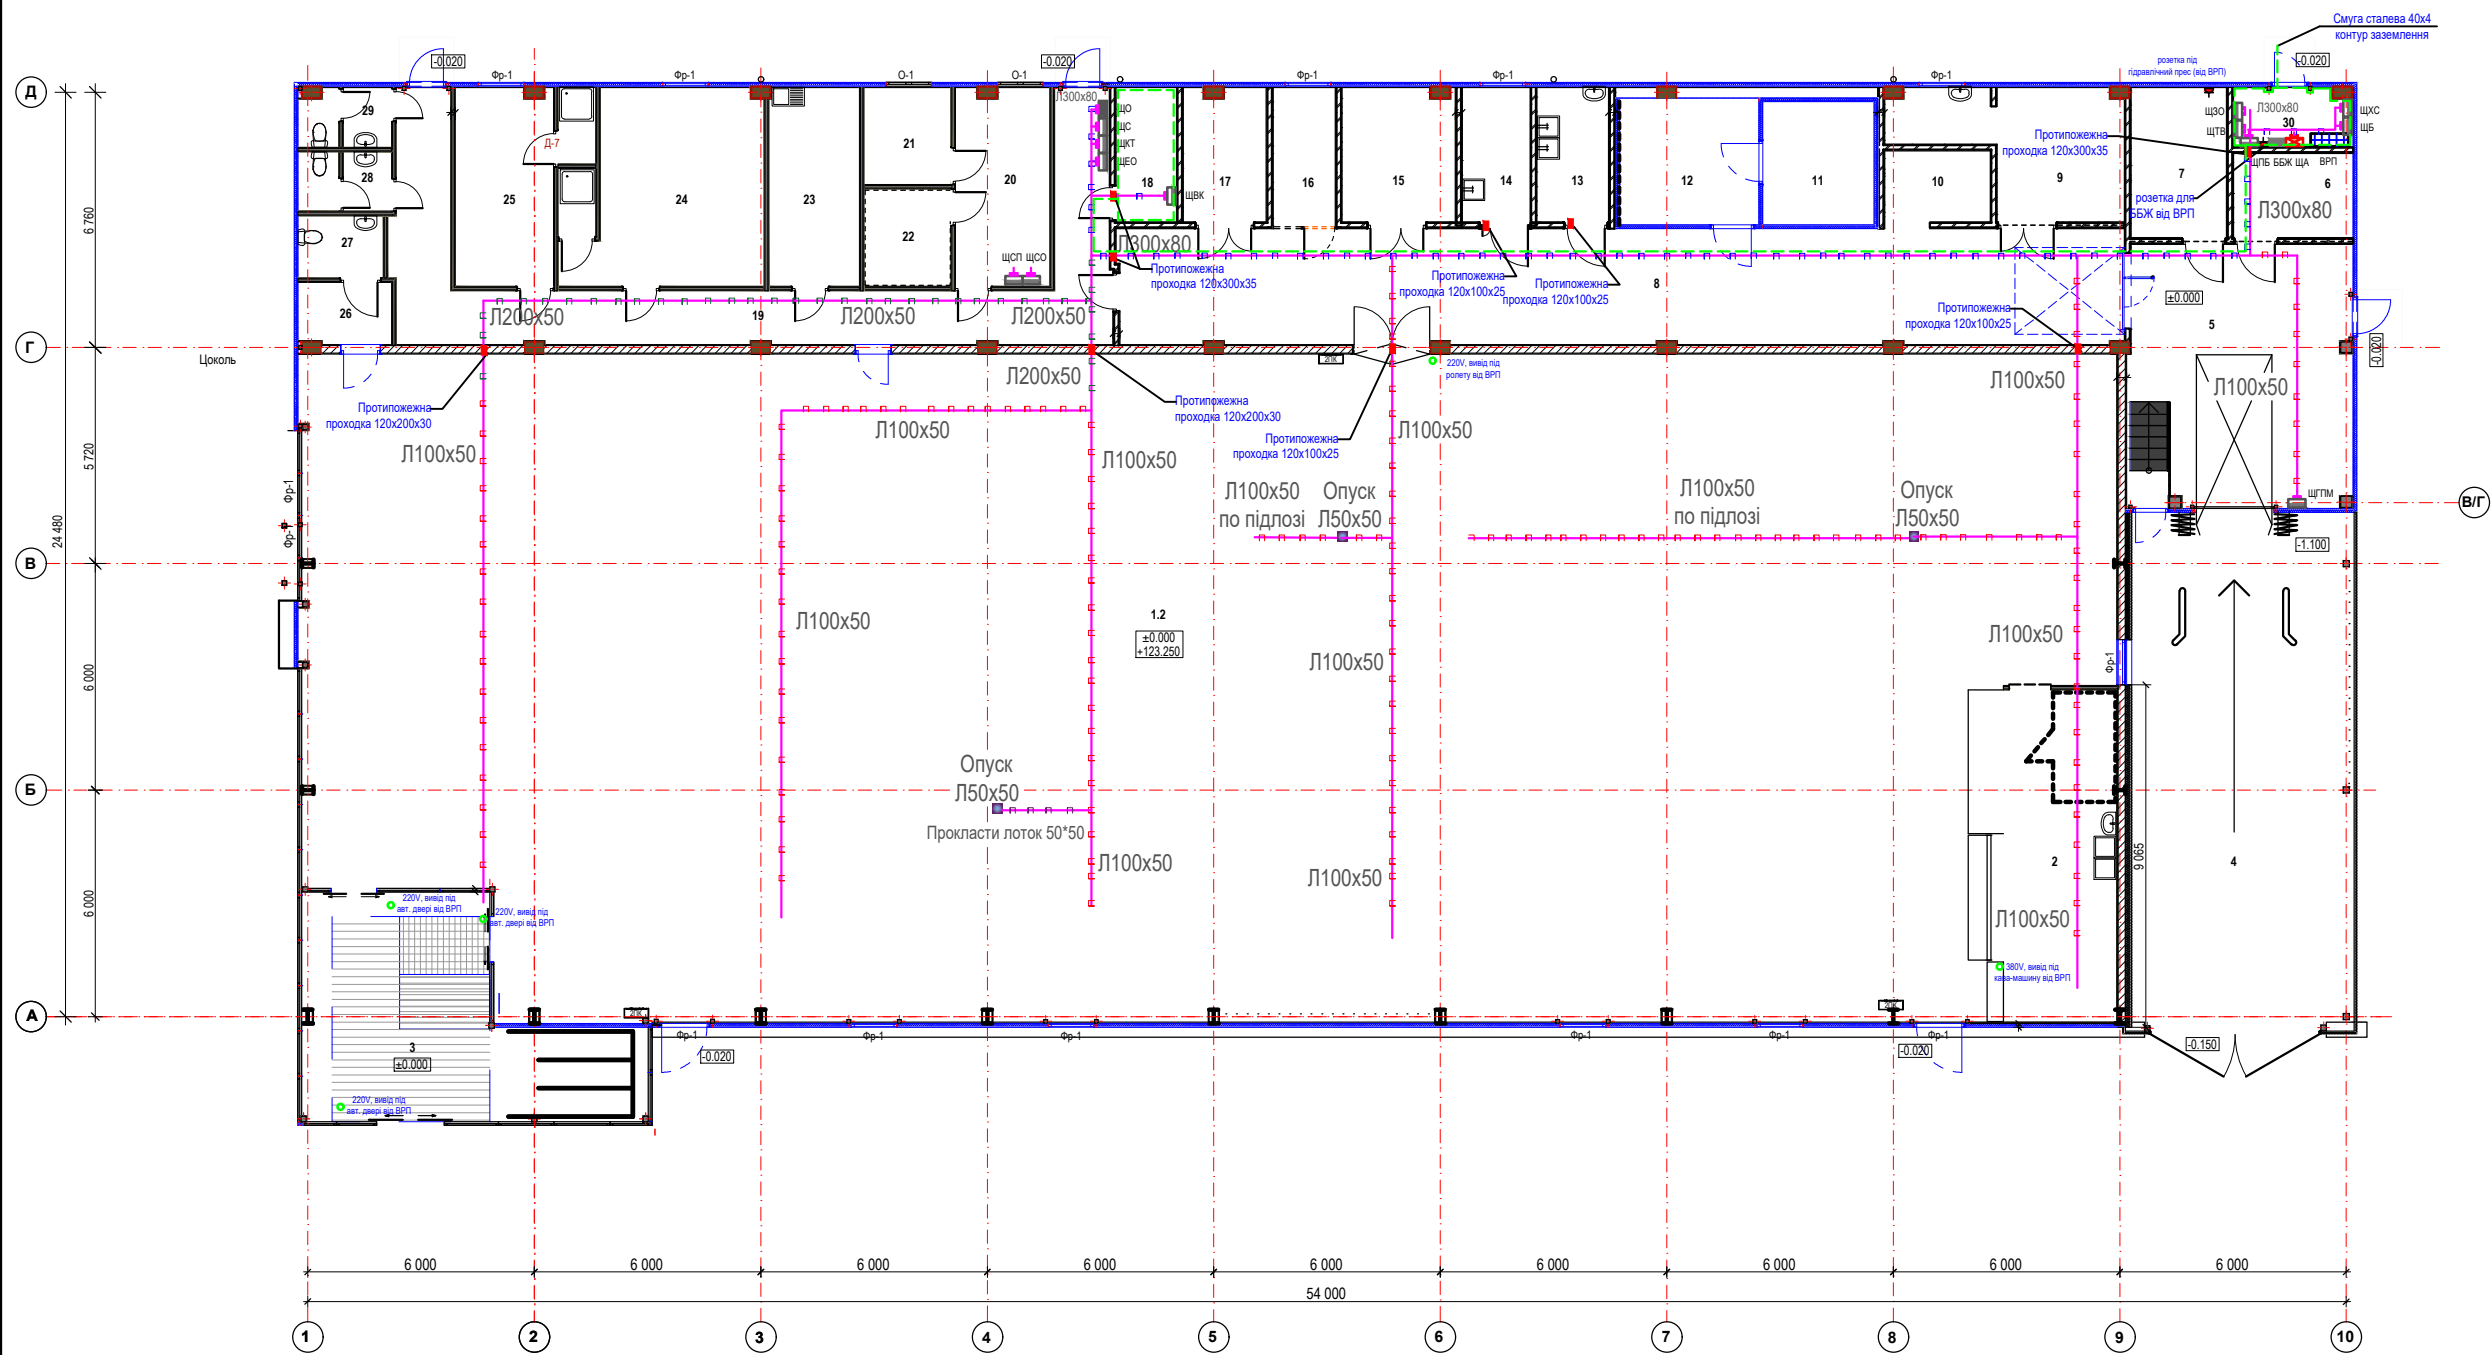 Смуга сталева 40х4
контур заземлення
розетка під
гідравлічний прес (від ВРП)
-0.020
-0.020
-0.020
Фр-1
Фр-1
О-1
О-1
Фр-1
Фр-1
Фр-1
Д
Л300х80
ЩО
ЩС
ЩКТ
ЩЕО
ЩВК
Л300х80
30
ЩЗО
ЩТВ
ЩХС
ЩБ
Протипожежна
проходка 120х300х35
ЩПБ ББЖ ЩА ВРП
розетка для
ББЖ від ВРП
Л300х80
29
28
27
26
25
Д-7
24
23
21
22
20
18
17
16
15
14
13
12
11
10
9
7
6
6 760
ЩСП ЩСО
Л300х80
Протипожежна
проходка 120х300х35
Протипожежна
проходка 120х100х25
Протипожежна
проходка 120х100х25
8
Протипожежна
проходка 120х100х25
±0.000
5
-0.020
Л200х50
19
Л200х50
Л200х50
Г
Цоколь
2ПК
220V, вивід під
ролету від ВРП
Л200х50
Л100х50
Л100х50
Протипожежна
проходка 120х200х30
Протипожежна
проходка 120х200х30
Протипожежна
проходка 120х100х25
Л100х50
Л100х50
Л100х50
Л100х50
5 720
24 480
Фр-1
Фр-1
Л100х50
по підлозі
Опуск
Л50х50
Л100х50
по підлозі
Опуск
Л50х50
ЩГПМ
В/Г
-1.100
В
1.2
±0.000
+123.250
Л100х50
Л100х50
Л100х50
Фр-1
6 000
Опуск
Л50х50
Прокласти лоток 50*50
Б
Л100х50
Л100х50
Л100х50
2
9 065
4
6 000
220V, вивід під
авт. двері від ВРП
220V, вивід під
авт. двері від ВРП
380V, вивід під
кава-машину від ВРП
А
2ПК
2ПК
3
±0.000
Фр-1
-0.020
Фр-1
Фр-1
Фр-1
Фр-1
-0.020
Фр-1
-0.150
220V, вивід під
авт. двері від ВРП
6 000
6 000
6 000
6 000
6 000
6 000
6 000
6 000
6 000
54 000
1
2
3
4
5
6
7
8
9
10